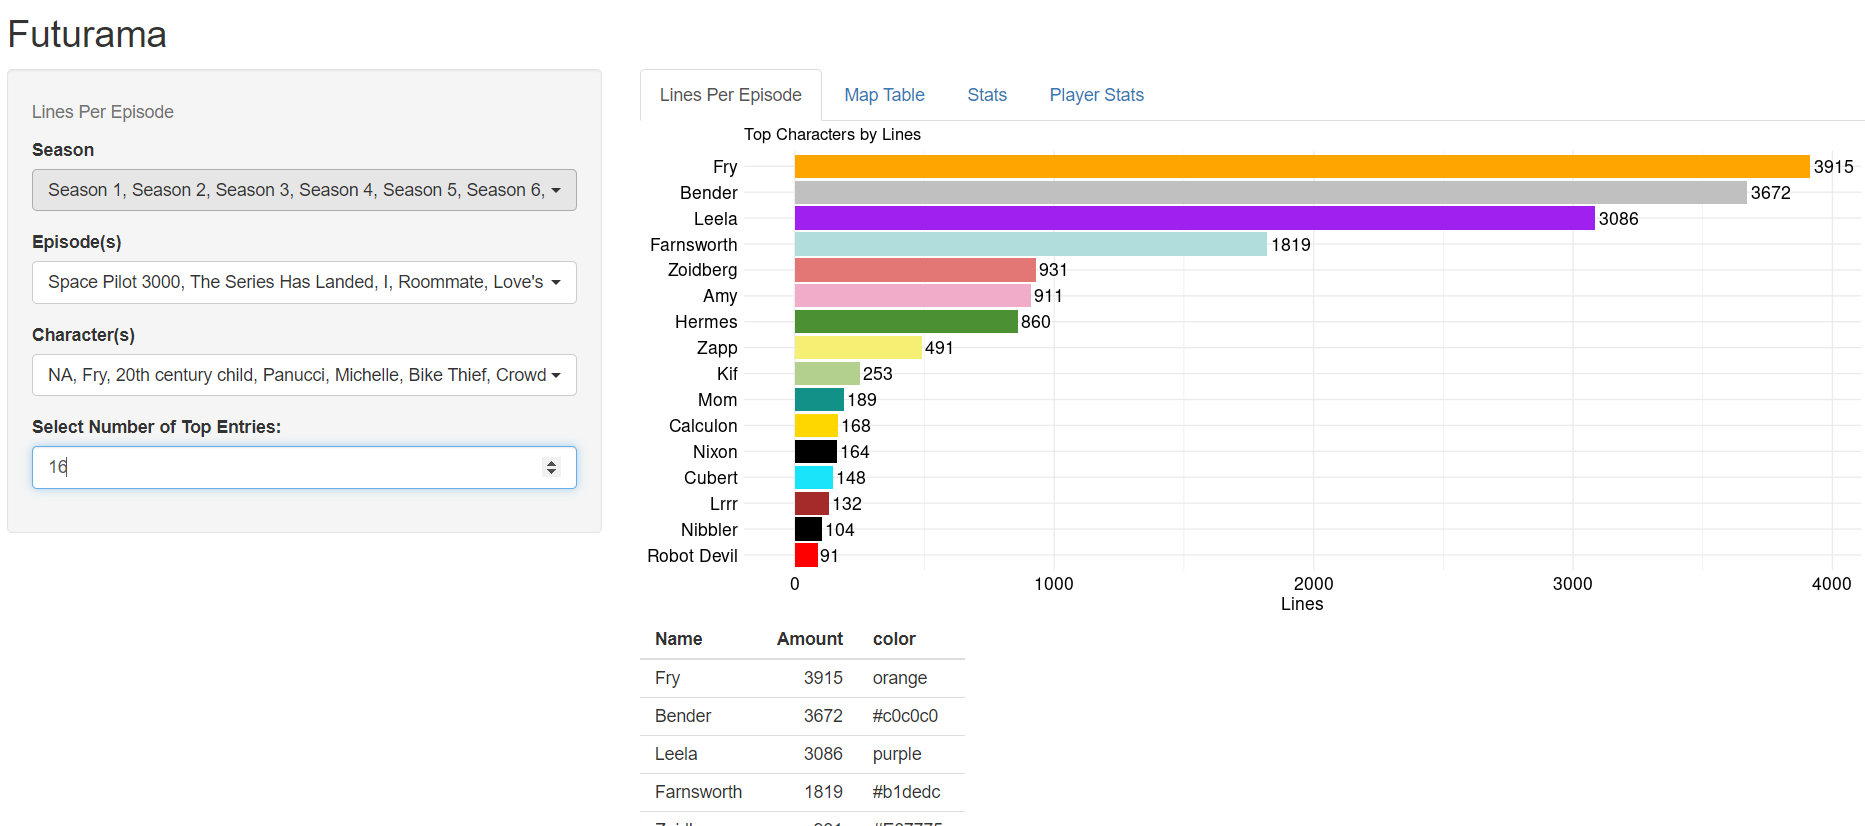 Futurama
Lines Per Episode
Season
Season 1, Season 2, Season 3, Season 4, Season 5, Season 6,
Episode(s)
Space Pilot 3000, The Series Has Landed, I, Roommate, Love's
Character(s)
NA, Fry, 20th century child, Panucci, Michelle, Bike Thief, Crowd
Select Number of Top Entries:
16
Lines Per Episode Map Table Stats Player Stats
Top Characters by Lines
Fry 3915
Bender 3672
Leela 3086
Farnsworth 1819
Zoidberg 931
Amy 911
Hermes 860
Zapp 491
Kif 253
Mom 189
Calculon 168
Nixon 164
Cubert 148
Lrrr 132
Nibbler 104
Robot Devil 91
0 1000 2000 3000 4000
Lines
Name Amount color
Fry 3915 orange
Bender 3672 #c0c0c0
Leela 3086 purple
Farnsworth 1819 #b1dedc